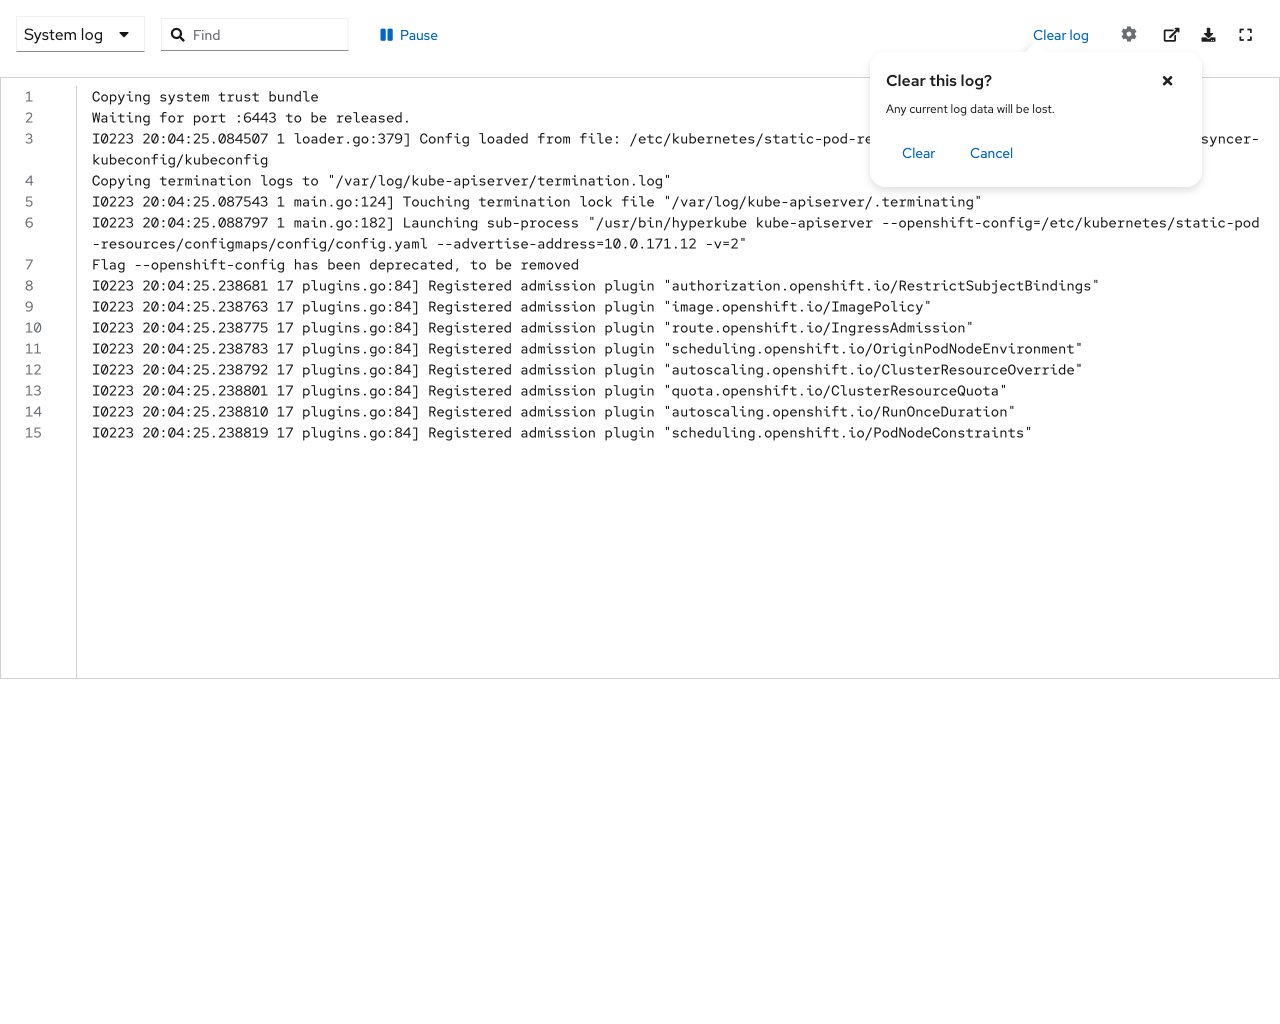 System log
Find
Pause
Clear log
Clear this log?
Any current log data will be lost.
Clear
Cancel
1 Copying system trust bundle
2 Waiting for port :6443 to be released.
3 I0223 20:04:25.084507 1 loader.go:379] Config loaded from file: /etc/kubernetes/static-pod-re syncer-
kubeconfig/kubeconfig
4 Copying termination logs to "/var/log/kube-apiserver/termination.log"
5 I0223 20:04:25.087543 1 main.go:124] Touching termination lock file "/var/log/kube-apiserver/.terminating"
6 I0223 20:04:25.088797 1 main.go:182] Launching sub-process "/usr/bin/hyperkube kube-apiserver --openshift-config=/etc/kubernetes/static-pod
-resources/configmaps/config/config.yaml --advertise-address=10.0.171.12 -v=2"
7 Flag --openshift-config has been deprecated, to be removed
8 I0223 20:04:25.238681 17 plugins.go:84] Registered admission plugin "authorization.openshift.io/RestrictSubjectBindings"
9 I0223 20:04:25.238763 17 plugins.go:84] Registered admission plugin "image.openshift.io/ImagePolicy"
10 I0223 20:04:25.238775 17 plugins.go:84] Registered admission plugin "route.openshift.io/IngressAdmission"
11 I0223 20:04:25.238783 17 plugins.go:84] Registered admission plugin "scheduling.openshift.io/OriginPodNodeEnvironment"
12 I0223 20:04:25.238792 17 plugins.go:84] Registered admission plugin "autoscaling.openshift.io/ClusterResourceOverride"
13 I0223 20:04:25.238801 17 plugins.go:84] Registered admission plugin "quota.openshift.io/ClusterResourceQuota"
14 I0223 20:04:25.238810 17 plugins.go:84] Registered admission plugin "autoscaling.openshift.io/RunOnceDuration"
15 I0223 20:04:25.238819 17 plugins.go:84] Registered admission plugin "scheduling.openshift.io/PodNodeConstraints"